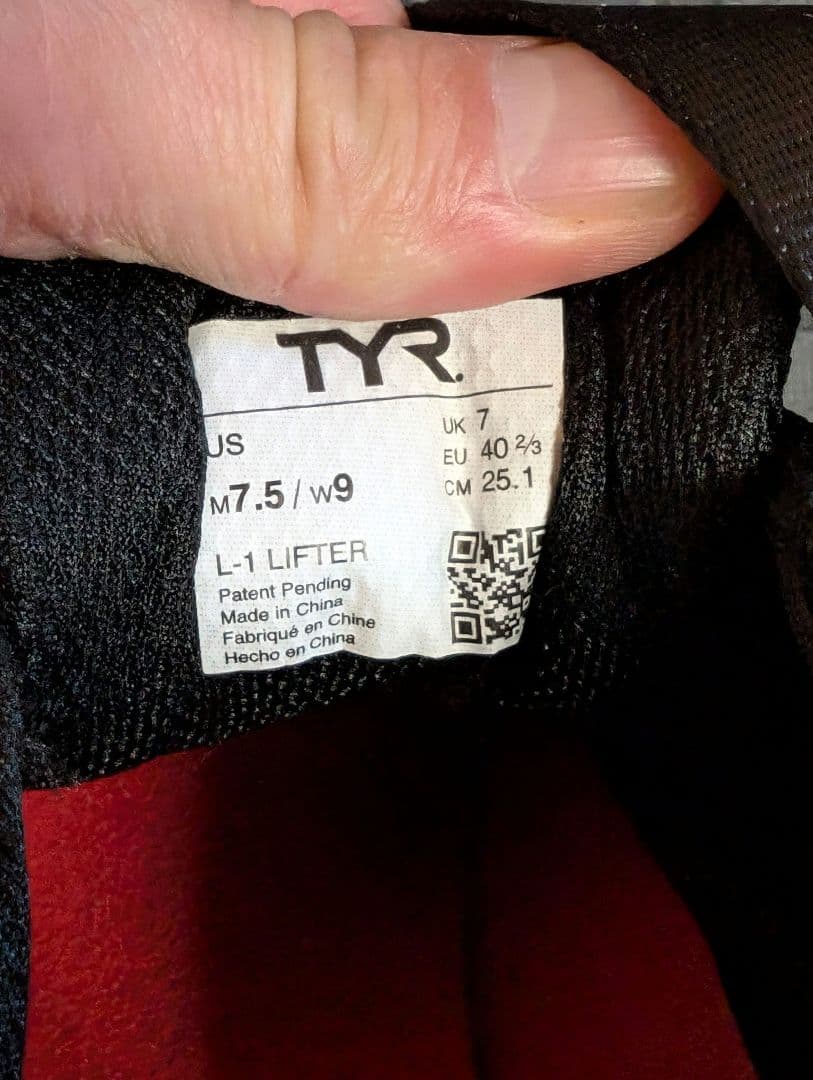 TYR.
US
M7.5 / W9
UK 7
EU 40 2/3
CM 25.1
L-1 LIFTER
Patent Pending
Made in China
Fabriqué en Chine
Hecho en China